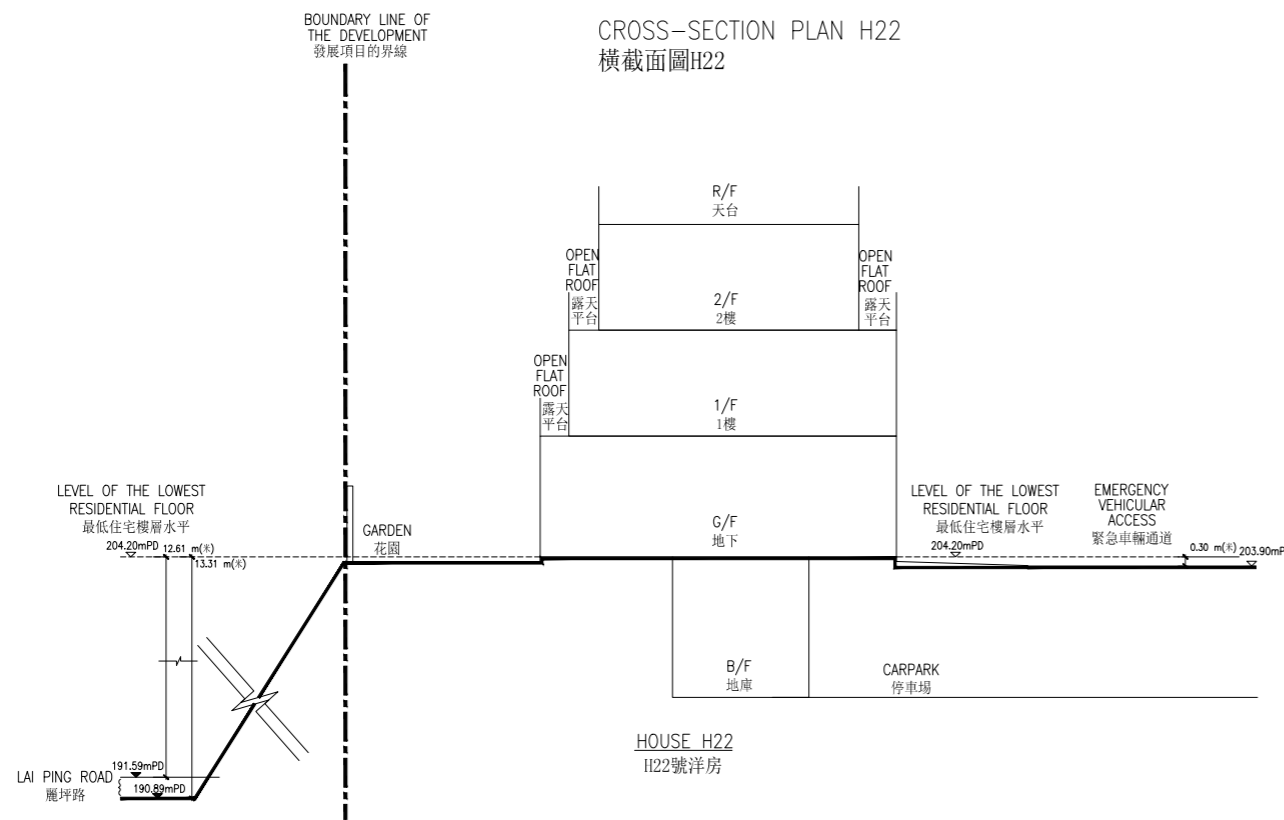 BOUNDARY LINE OF
THE DEVELOPMENT
發展項目的界線
CROSS-SECTION PLAN H22
橫截面圖H22
R/F
天台
OPEN
FLAT
ROOF
露天
平台
2/F
2樓
OPEN
FLAT
ROOF
露天
平台
OPEN
FLAT
ROOF
露天
平台
1/F
1樓
LEVEL OF THE LOWEST
RESIDENTIAL FLOOR
最低住宅樓層水平
204.20mPD
12.61 m(米)
13.31 m(米)
GARDEN
花園
G/F
地下
LEVEL OF THE LOWEST
RESIDENTIAL FLOOR
最低住宅樓層水平
204.20mPD
EMERGENCY
VEHICULAR
ACCESS
緊急車輛通道
0.30 m(米)
203.90mP
B/F
地庫
CARPARK
停車場
HOUSE H22
H22號洋房
LAI PING ROAD
麗坪路
191.59mPD
190.89mPD